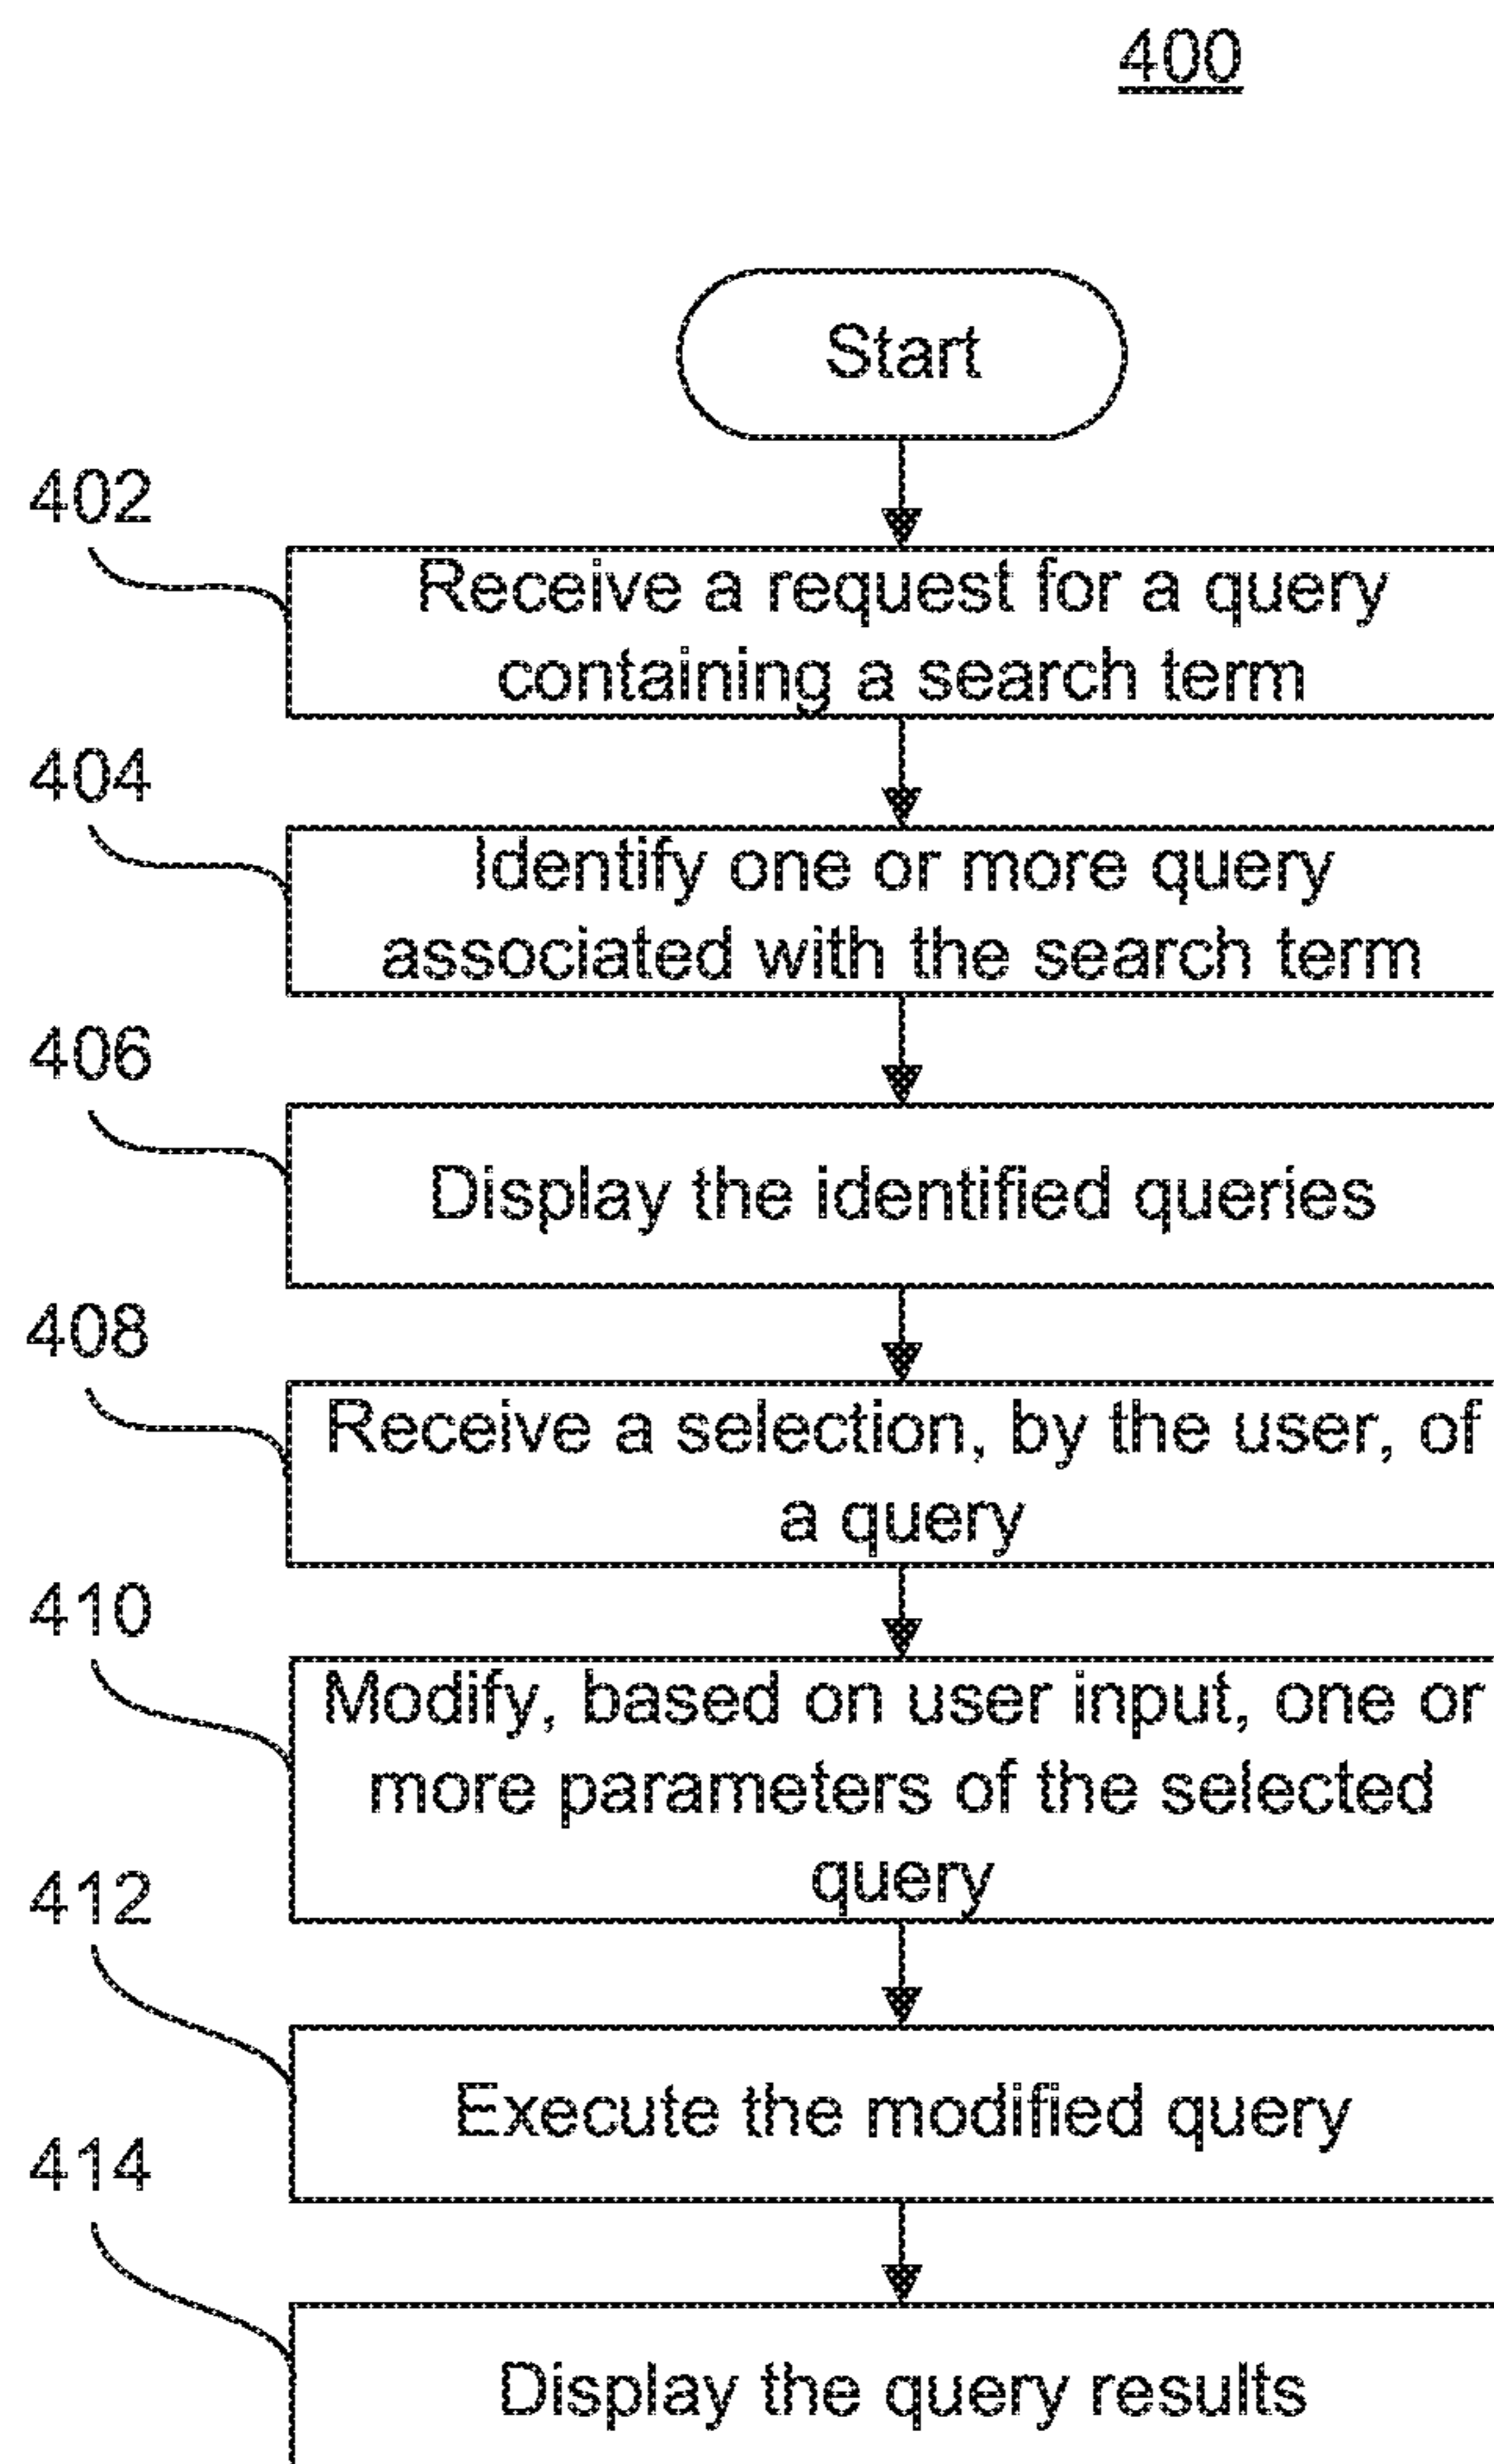 400
Start
402
Receive a request for a query
containing a search term
404
Identify one or more query
associated with the search term
406
Display the identified queries
408
Receive a selection, by the user, of
a query
410
Modify, based on user input, one or
more parameters of the selected
query
412
Execute the modified query
414
Display the query results